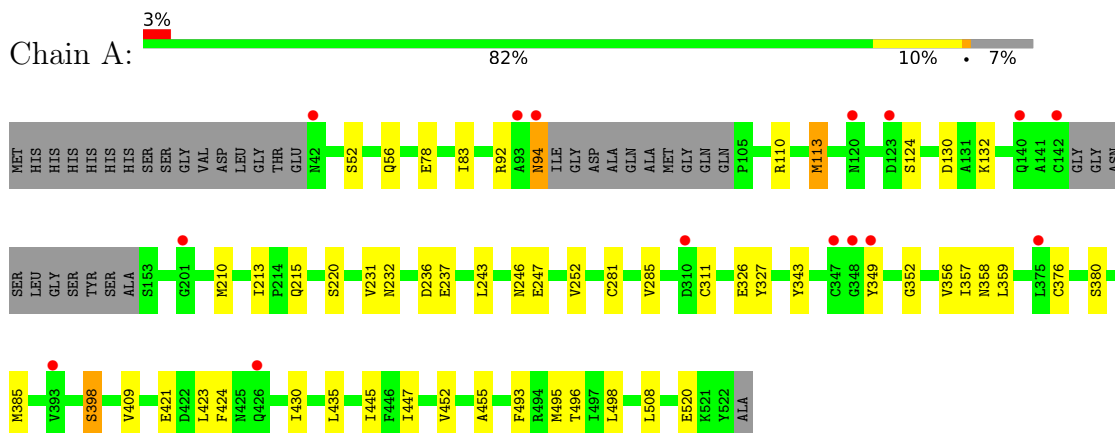 3%
Chain A:
82% 10% • 7%
MET HIS HIS HIS HIS HIS HIS SER SER GLY VAL ASP LEU GLY THR GLU N42 S52 Q56 E78 I83 R92 A93 N94 ILE GLY ASP ALA GLN ALA MET GLY GLN GLN P105 R110 M113 N120 D123 S124 D130 A131 K132 Q140 A141 C142 GLY GLY ASN
SER LEU GLY SER TYR SER ALA S153 G201 M210 I213 P214 Q215 S220 V231 N232 D236 E237 L243 N246 E247 V252 C281 V285 D310 C311 E326 Y327 Y343 C347 G348 Y349 G352 V356 I357 N358 L359 L375 C376 S380
M385 V393 S398 V409 E421 D422 L423 F424 N425 Q426 I430 L435 I445 F446 I447 V452 A455 F493 R494 M495 T496 I497 L498 L508 E520 K521 Y522 ALA